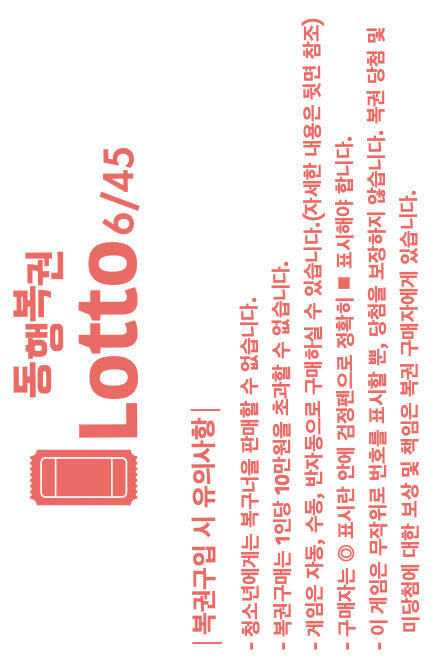 동행복권
Lotto 6/45
| 복권구입 시 유의사항 |
- 청소년에게는 복구너을 판매할 수 없습니다.
- 복권구매는 1인당 10만원을 초과할 수 없습니다.
- 게임은 자동, 수동, 반자동으로 구매하실 수 있습니다.(자세한 내용은 뒷면 참조)
- 구매자는 ◎ 표시란 안에 검정펜으로 정확히 ■ 표시해야 합니다.
- 이 게임은 무작위로 번호를 표시할 뿐, 당첨을 보장하지 않습니다. 복권 당첨 및
미당첨에 대한 보상 및 책임은 복권 구매자에게 있습니다.